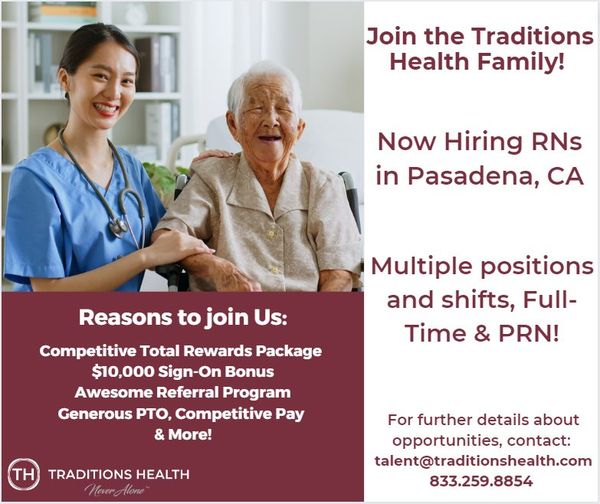 Join the Traditions
Health Family!
Now Hiring RNs
in Pasadena, CA
Multiple positions
and shifts, Full-
Time & PRN!
For further details about
opportunities, contact:
talent@traditionshealth.com
833.259.8854
Reasons to join Us:
Competitive Total Rewards Package
$10,000 Sign-On Bonus
Awesome Referral Program
Generous PTO, Competitive Pay
& More!
TH TRADITIONS HEALTH
Never Alone™